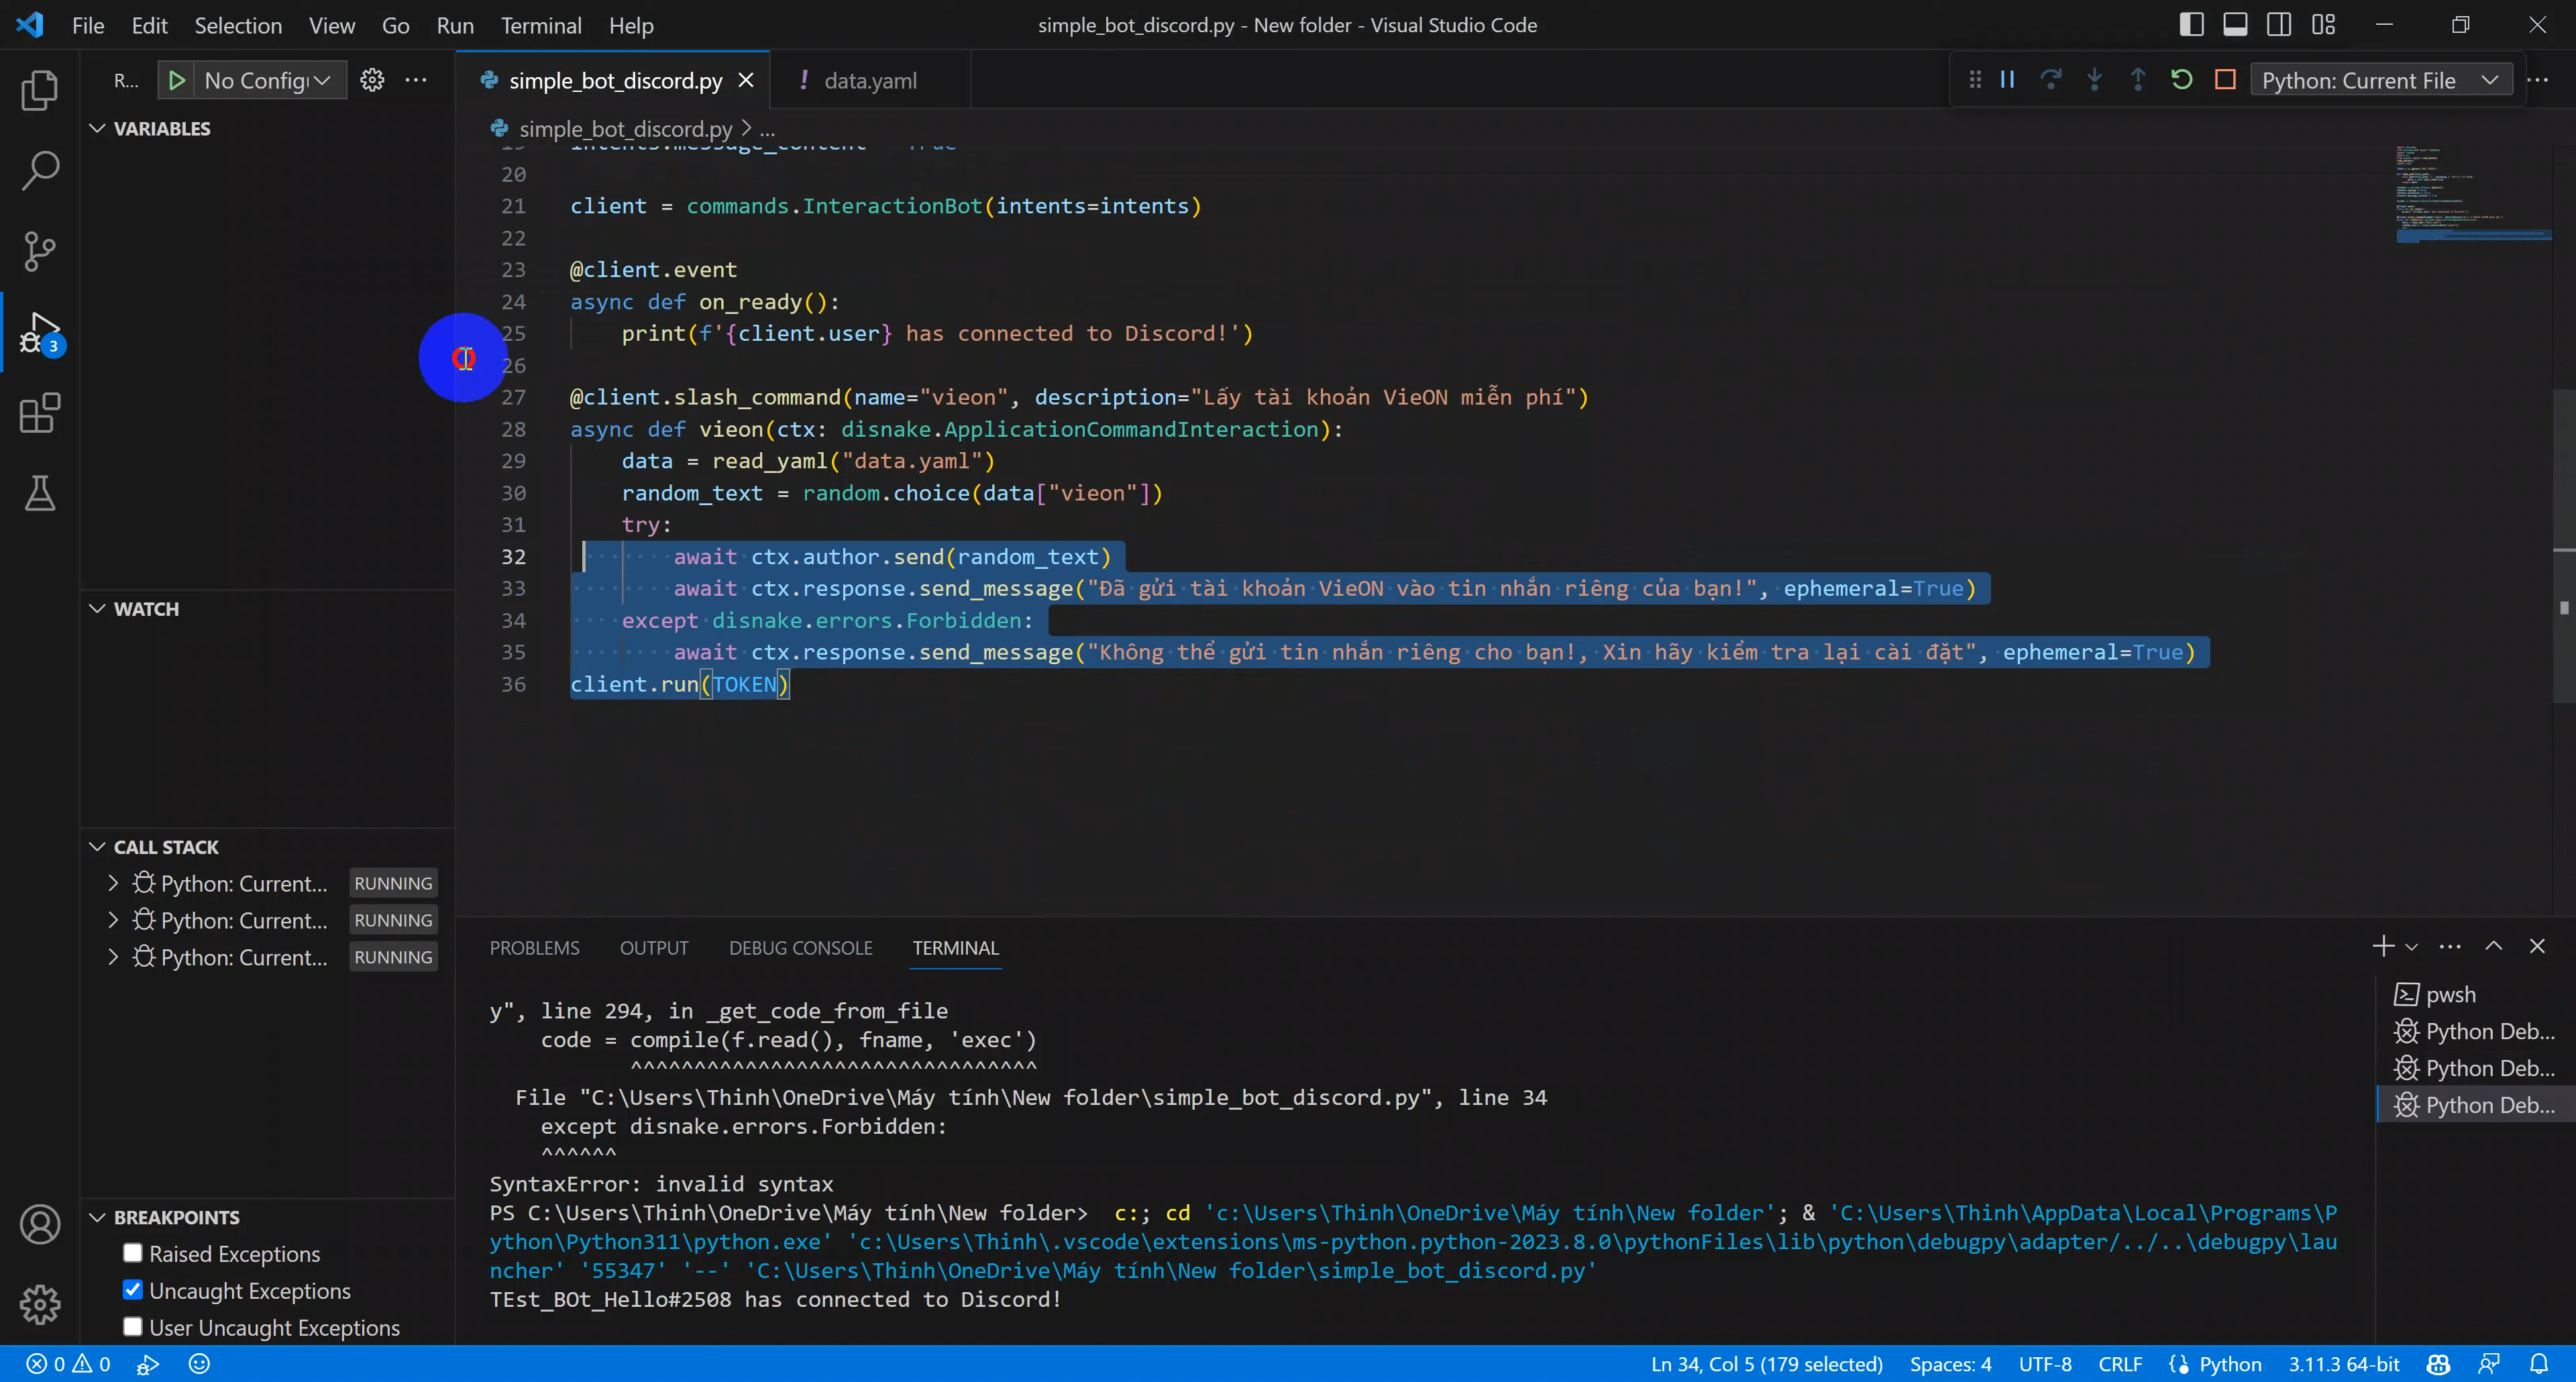 File Edit Selection View Go Run Terminal Help
simple_bot_discord.py - New folder - Visual Studio Code
R... No Config
simple_bot_discord.py
! data.yaml
Python: Current File
VARIABLES
simple_bot_discord.py > ...
19 intents.message_content = True
20
21 client = commands.InteractionBot(intents=intents)
22
23 @client.event
24 async def on_ready():
25 print(f'{client.user} has connected to Discord!')
26
27 @client.slash_command(name="vieon", description="Lấy tài khoản VieON miễn phí")
28 async def vieon(ctx: disnake.ApplicationCommandInteraction):
29 data = read_yaml("data.yaml")
30 random_text = random.choice(data["vieon"])
31 try:
32 await ctx.author.send(random_text)
33 await ctx.response.send_message("Đã gửi tài khoản VieON vào tin nhắn riêng của bạn!", ephemeral=True)
34 except disnake.errors.Forbidden:
35 await ctx.response.send_message("Không thể gửi tin nhắn riêng cho bạn!, Xin hãy kiểm tra lại cài đặt", ephemeral=True)
36 client.run(TOKEN)
3
WATCH
CALL STACK
Python: Current... RUNNING
Python: Current... RUNNING
Python: Current... RUNNING
BREAKPOINTS
Raised Exceptions
Uncaught Exceptions
User Uncaught Exceptions
PROBLEMS OUTPUT DEBUG CONSOLE TERMINAL
y", line 294, in _get_code_from_file
code = compile(f.read(), fname, 'exec')
^^^^^^^^^^^^^^^^^^^^^^^^^^^^^^^^
File "C:\Users\Thinh\OneDrive\Máy tính\New folder\simple_bot_discord.py", line 34
except disnake.errors.Forbidden:
^^^^^^
SyntaxError: invalid syntax
PS C:\Users\Thinh\OneDrive\Máy tính\New folder> c:; cd 'c:\Users\Thinh\OneDrive\Máy tính\New folder'; & 'C:\Users\Thinh\AppData\Local\Programs\P
ython\Python311\python.exe' 'c:\Users\Thinh\.vscode\extensions\ms-python.python-2023.8.0\pythonFiles\lib\python\debugpy\adapter/../..\debugpy\lau
ncher' '55347' '--' 'C:\Users\Thinh\OneDrive\Máy tính\New folder\simple_bot_discord.py'
TEst_BOt_Hello#2508 has connected to Discord!
pwsh
Python Deb...
Python Deb...
Python Deb...
0 0
Ln 34, Col 5 (179 selected) Spaces: 4 UTF-8 CRLF Python 3.11.3 64-bit